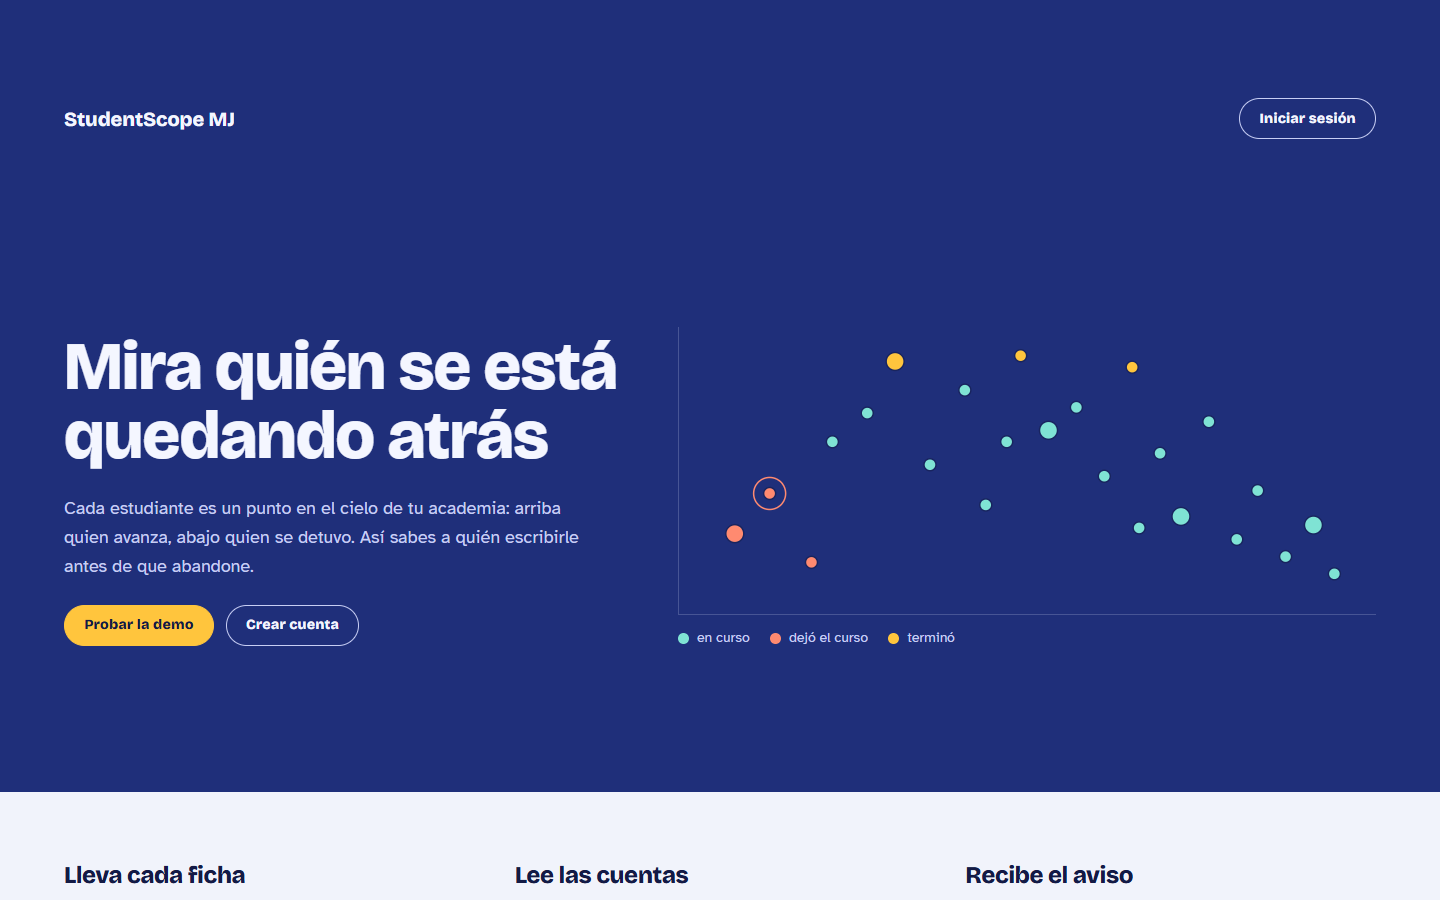 StudentScope MJ
Iniciar sesión
Mira quién se está
quedando atrás
Cada estudiante es un punto en el cielo de tu academia: arriba
quien avanza, abajo quien se detuvo. Así sabes a quién escribirle
antes de que abandone.
Probar la demo
Crear cuenta
en curso
dejó el curso
terminó
Lleva cada ficha
Lee las cuentas
Recibe el aviso